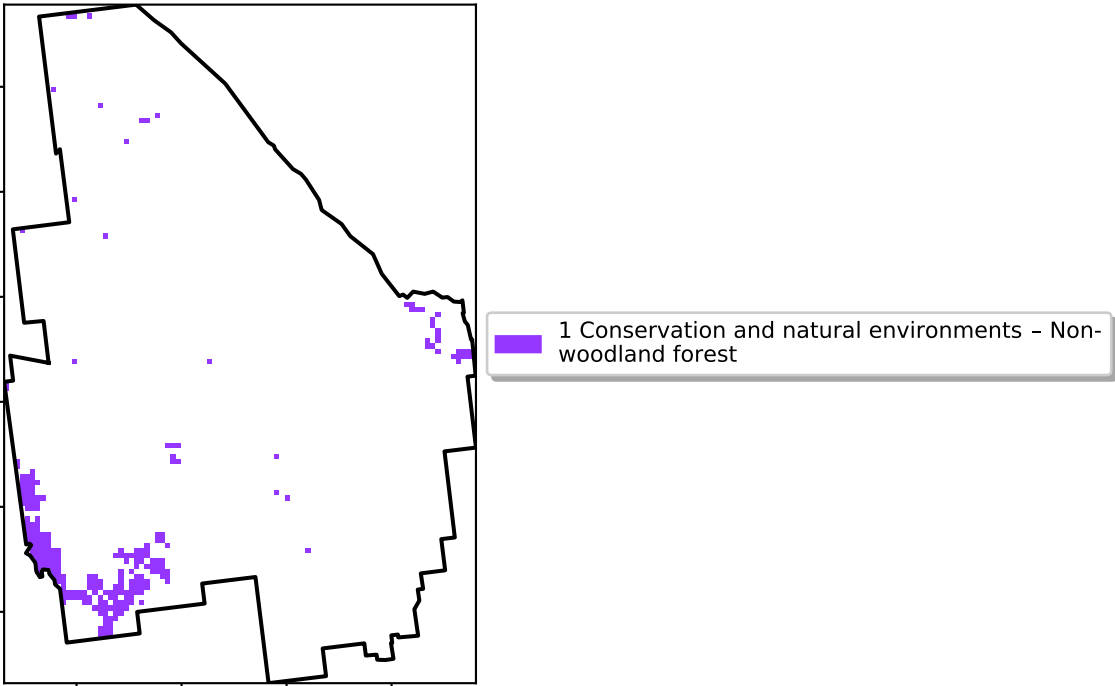 1 Conservation and natural environments – Non-
woodland forest